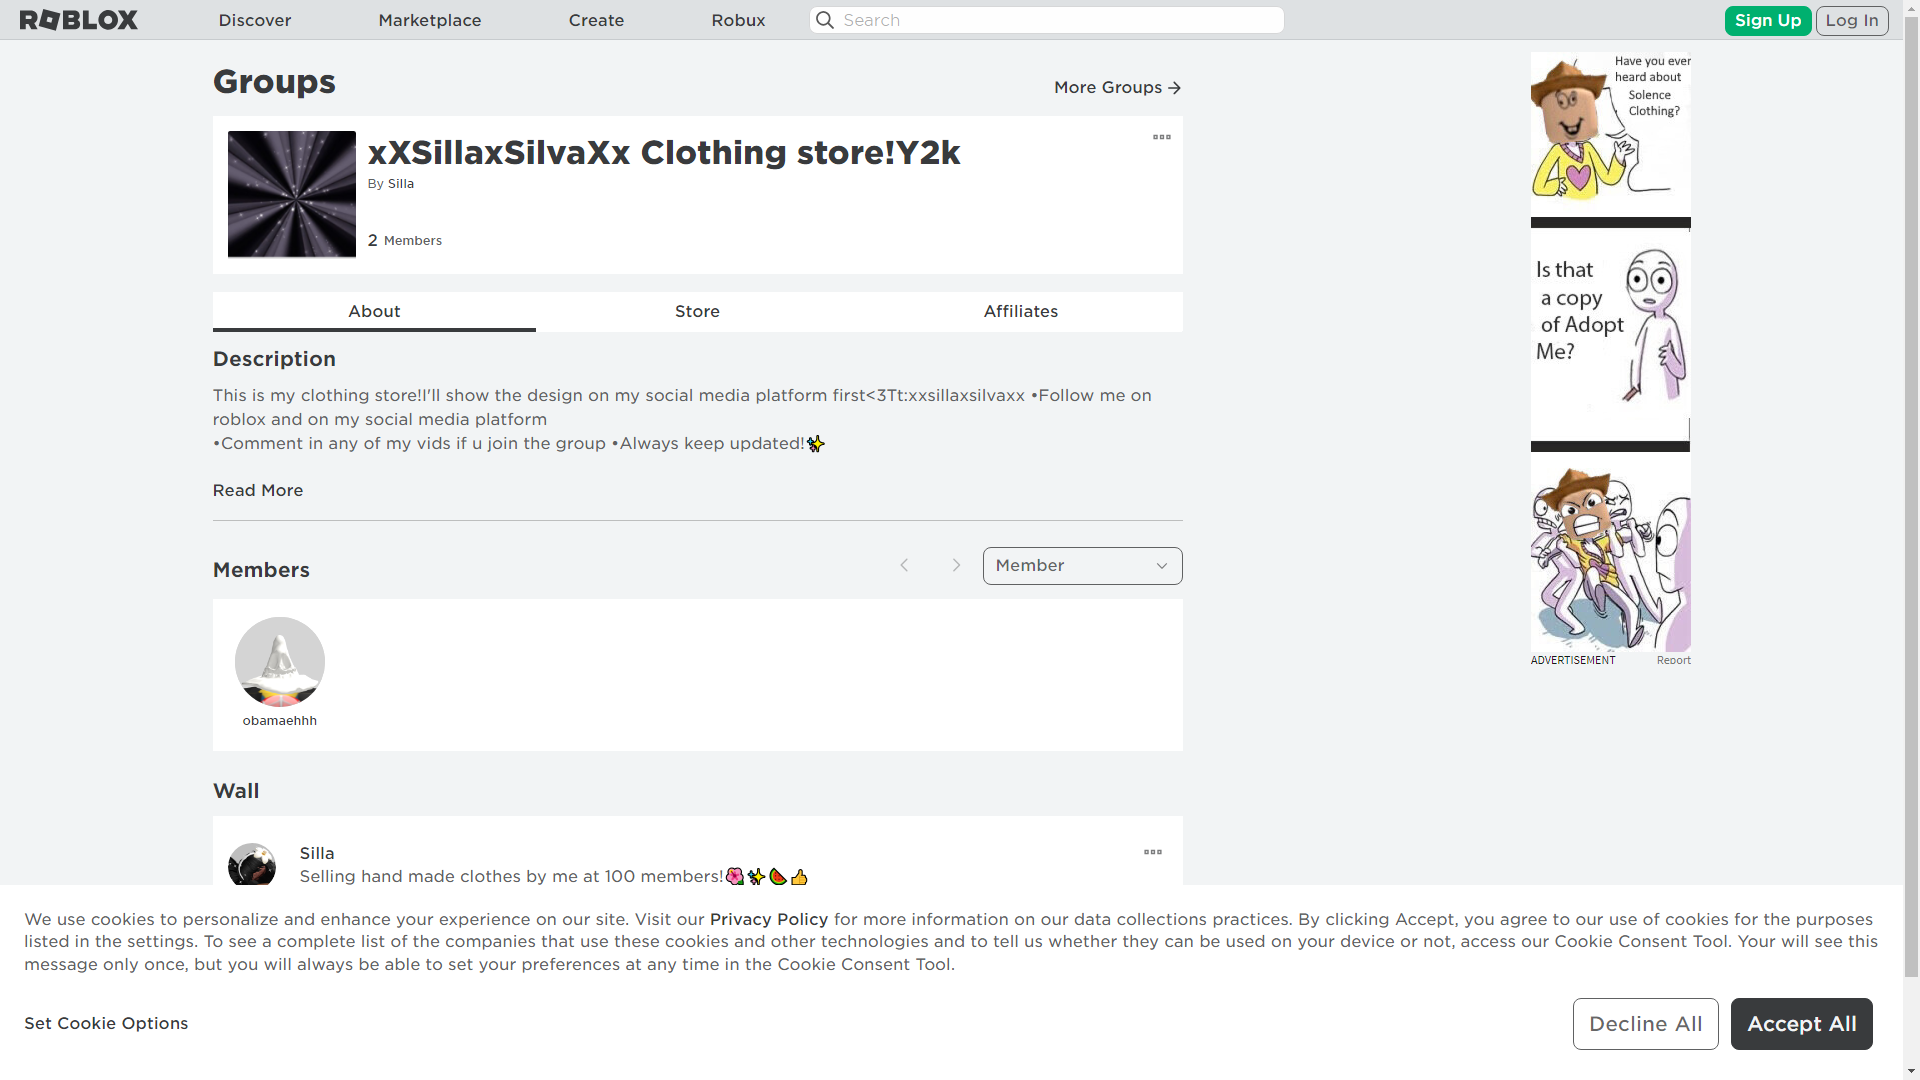 ROBLOX
Discover
Marketplace
Create
Robux
Search
Sign Up
Log In
Groups
More Groups
xXSillaxSilvaXx Clothing store!Y2k
By Silla
2 Members
About
Store
Affiliates
Description
This is my clothing store!I'll show the design on my social media platform first<3Tt:xxsillaxsilvaxx •Follow me on
roblox and on my social media platform
•Comment in any of my vids if u join the group •Always keep updated!✨
Read More
Members
Member
obamaehhh
Wall
Silla
Selling hand made clothes by me at 100 members!🌺✨🍉👍
Have you ever
heard about
Solence
Clothing?
Is that
a copy
of Adopt
Me?
ADVERTISEMENT
Report
We use cookies to personalize and enhance your experience on our site. Visit our Privacy Policy for more information on our data collections practices. By clicking Accept, you agree to our use of cookies for the purposes
listed in the settings. To see a complete list of the companies that use these cookies and other technologies and to tell us whether they can be used on your device or not, access our Cookie Consent Tool. Your will see this
message only once, but you will always be able to set your preferences at any time in the Cookie Consent Tool.
Set Cookie Options
Decline All
Accept All